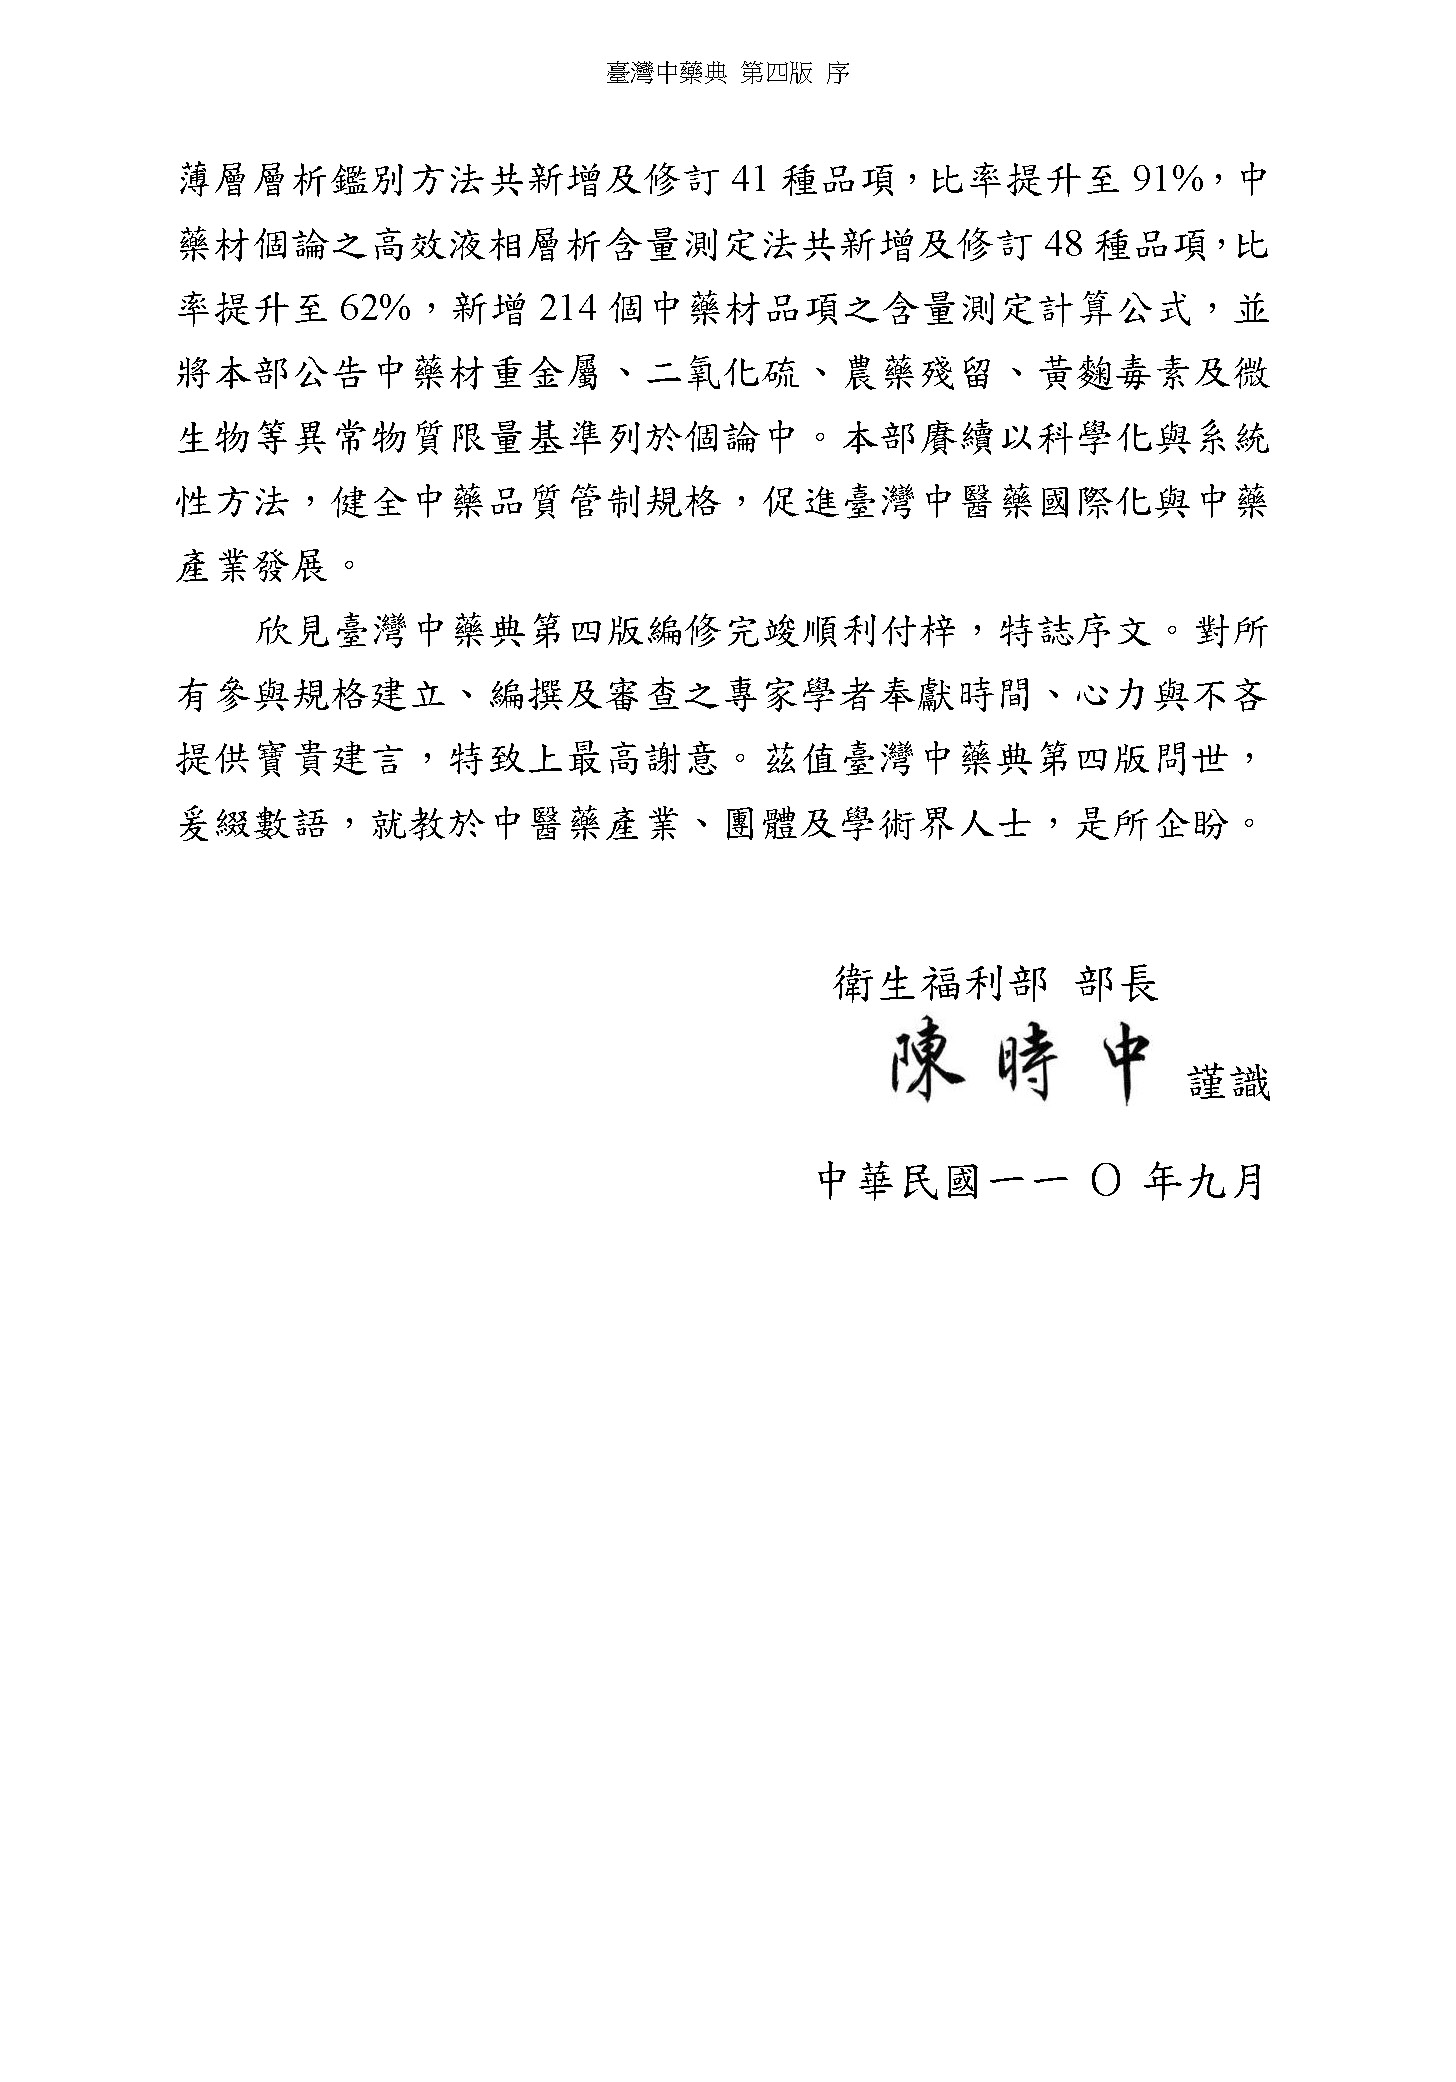 臺灣中藥典 第四版 序
薄層層析鑑別方法共新增及修訂 41 種品項，比率提升至 91%，中
藥材個論之高效液相層析含量測定法共新增及修訂 48 種品項，比
率提升至 62%，新增 214 個中藥材品項之含量測定計算公式，並
將本部公告中藥材重金屬、二氧化硫、農藥殘留、黃麴毒素及微
生物等異常物質限量基準列於個論中。本部賡續以科學化與系統
性方法，健全中藥品質管制規格，促進臺灣中醫藥國際化與中藥
產業發展。
欣見臺灣中藥典第四版編修完竣順利付梓，特誌序文。對所
有參與規格建立、編撰及審查之專家學者奉獻時間、心力與不吝
提供寶貴建言，特致上最高謝意。茲值臺灣中藥典第四版問世，
爰綴數語，就教於中醫藥產業、團體及學術界人士，是所企盼。
衛生福利部 部長
陳 時 中 謹識
中華民國一一 O 年九月